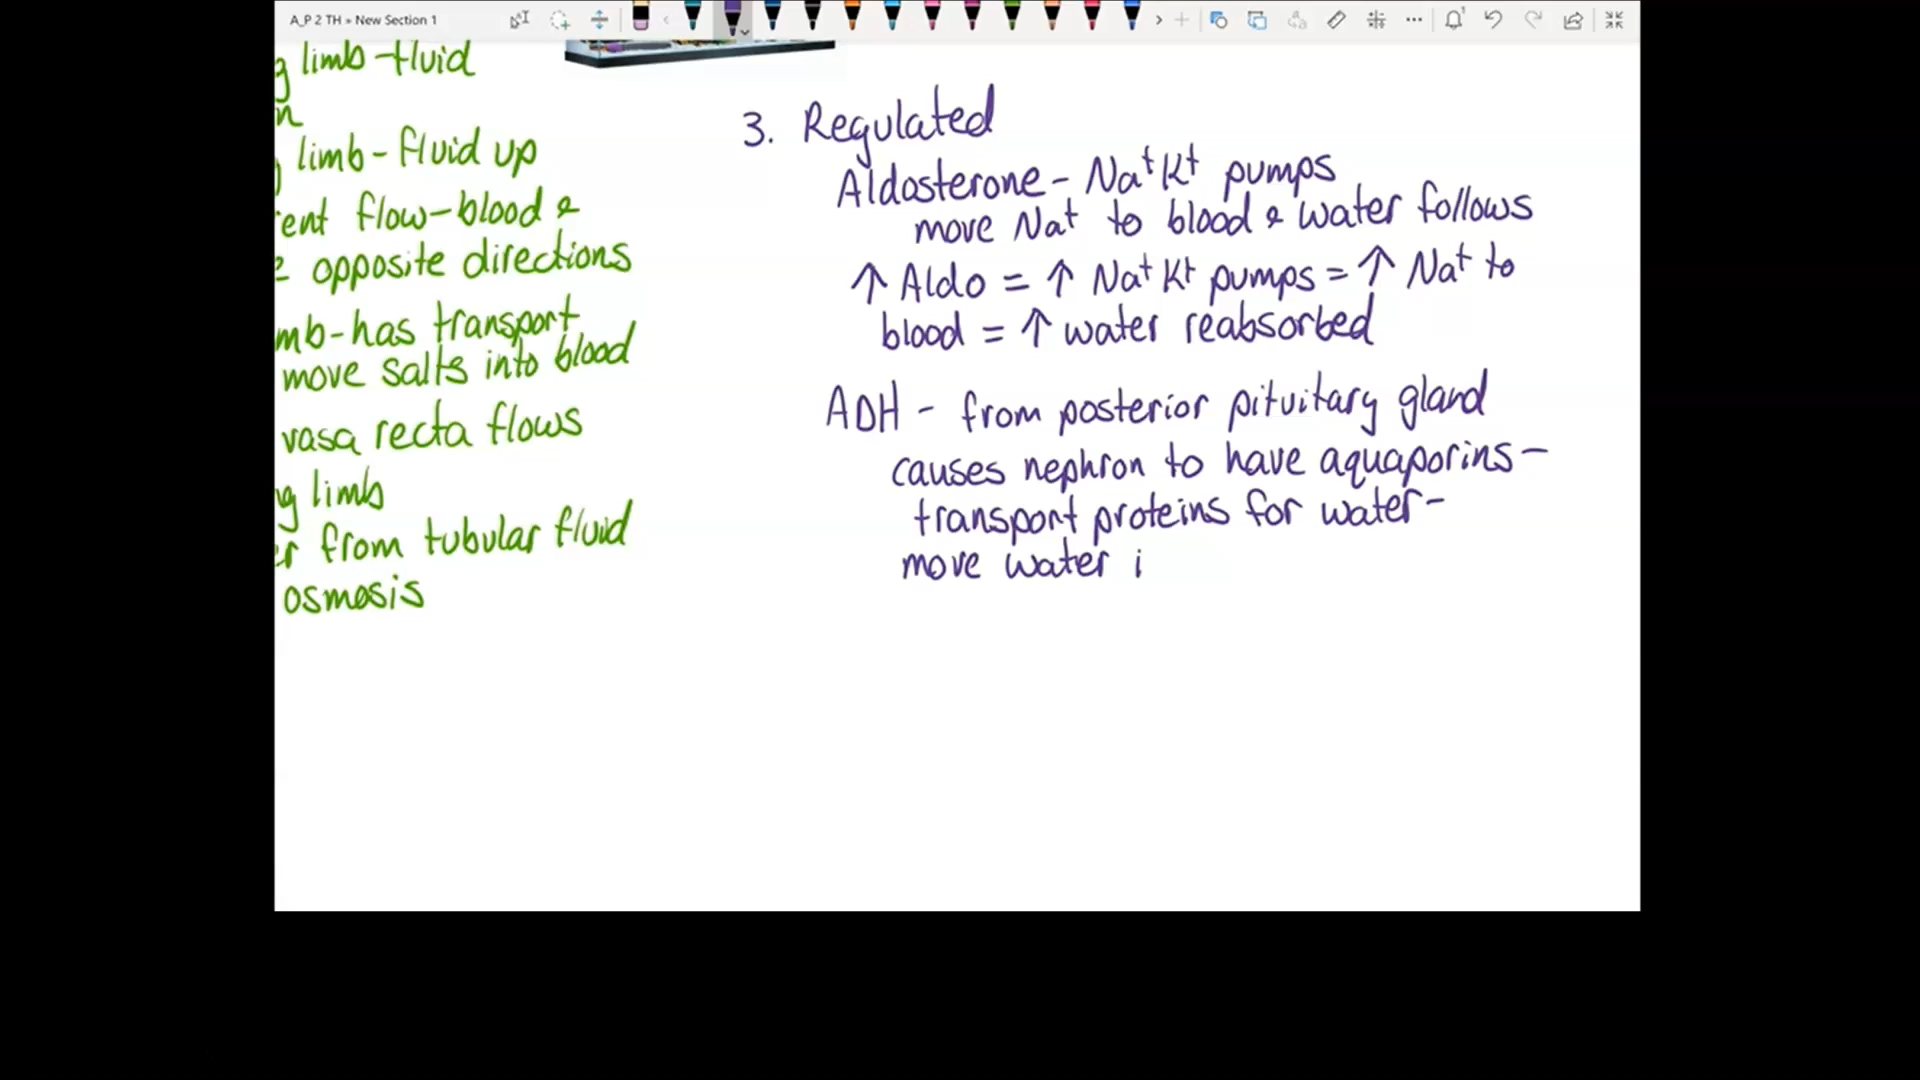 A_P 2 TH » New Section 1
limb-fluid
limb-fluid up
flow-blood &
opposite directions
-has transport
move salts into blood
vasa recta flows
limb
from tubular fluid
osmosis
3. Regulated
Aldosterone - Na⁺K⁺ pumps
move Na⁺ to blood & water follows
↑ Aldo = ↑ Na⁺K⁺ pumps = ↑ Na⁺ to
blood = ↑ water reabsorbed
ADH - from posterior pituitary gland
causes nephron to have aquaporins-
transport proteins for water-
move water i